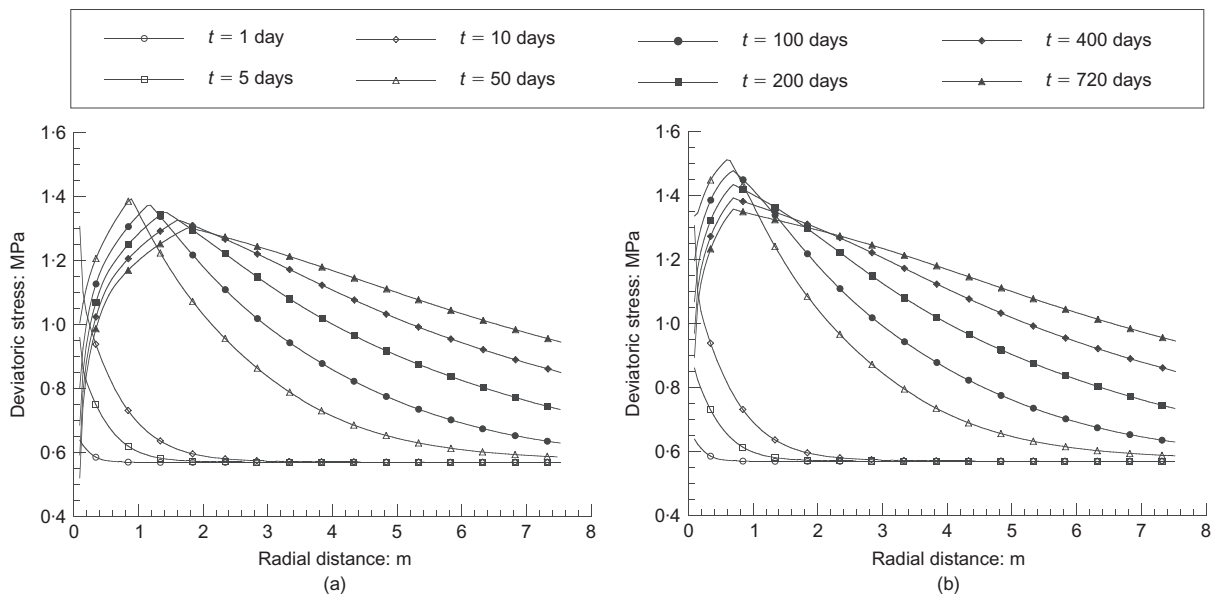 t = 1 day
t = 10 days
t = 100 days
t = 400 days
t = 5 days
t = 50 days
t = 200 days
t = 720 days
1·6
1·4
1·2
1·0
0·8
0·6
0·4
Deviatoric stress: MPa
0 1 2 3 4 5 6 7 8
Radial distance: m
(a)
1·6
1·4
1·2
1·0
0·8
0·6
0·4
Deviatoric stress: MPa
0 1 2 3 4 5 6 7 8
Radial distance: m
(b)